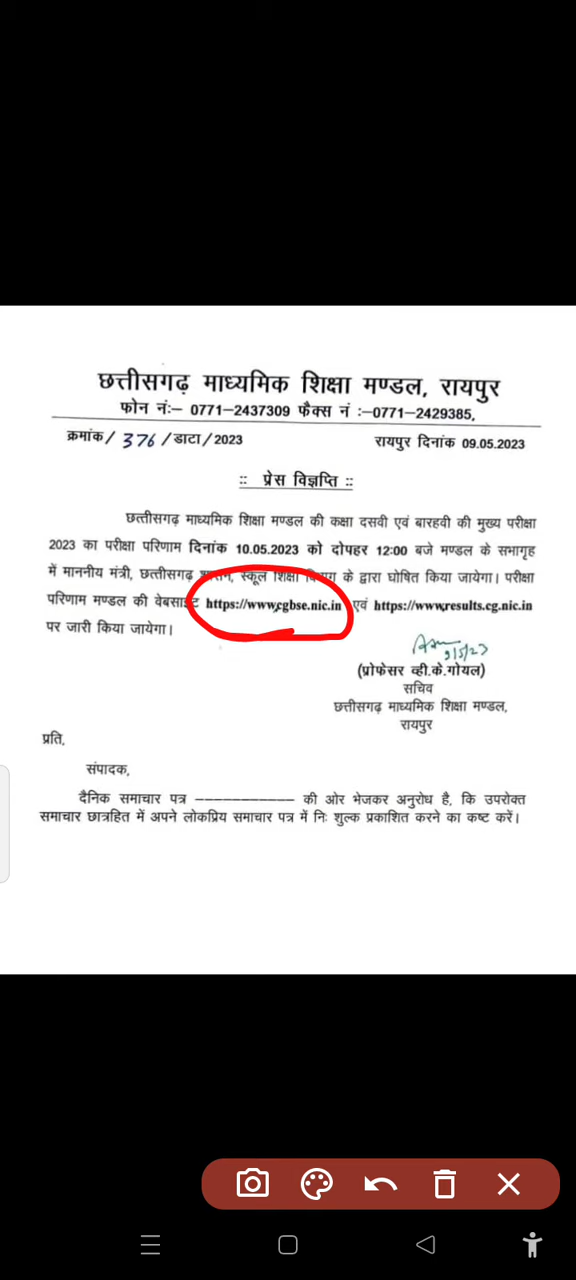 छत्तीसगढ़ माध्यमिक शिक्षा मण्डल, रायपुर
फोन नं:– 0771–2437309 फैक्स नं :–0771–2429385,
क्रमांक/ 376 /डाटा/2023 रायपुर दिनांक 09.05.2023
:: प्रेस विज्ञप्ति ::
छत्तीसगढ़ माध्यमिक शिक्षा मण्डल की कक्षा दसवी एवं बारहवी की मुख्य परीक्षा
2023 का परीक्षा परिणाम दिनांक 10.05.2023 को दोपहर 12:00 बजे मण्डल के सभागृह
में माननीय मंत्री, छत्तीसगढ़ शासन, स्कूल शिक्षा विभाग के द्वारा घोषित किया जायेगा। परीक्षा
परिणाम मण्डल की वेबसाइट https://www.cgbse.nic.in एवं https://www.results.cg.nic.in
पर जारी किया जायेगा।
9/5/23
(प्रोफेसर व्ही.के.गोयल)
सचिव
छत्तीसगढ़ माध्यमिक शिक्षा मण्डल,
रायपुर
प्रति,
संपादक,
दैनिक समाचार पत्र —————————— की ओर भेजकर अनुरोध है, कि उपरोक्त
समाचार छात्रहित में अपने लोकप्रिय समाचार पत्र में निः शुल्क प्रकाशित करने का कष्ट करें।